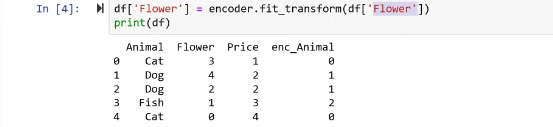 In [4]: df['Flower'] = encoder.fit_transform(df['Flower'])
print(df)
Animal Flower Price enc_Animal
0 Cat 3 1 0
1 Dog 4 2 1
2 Dog 2 2 1
3 Fish 1 3 2
4 Cat 0 4 0